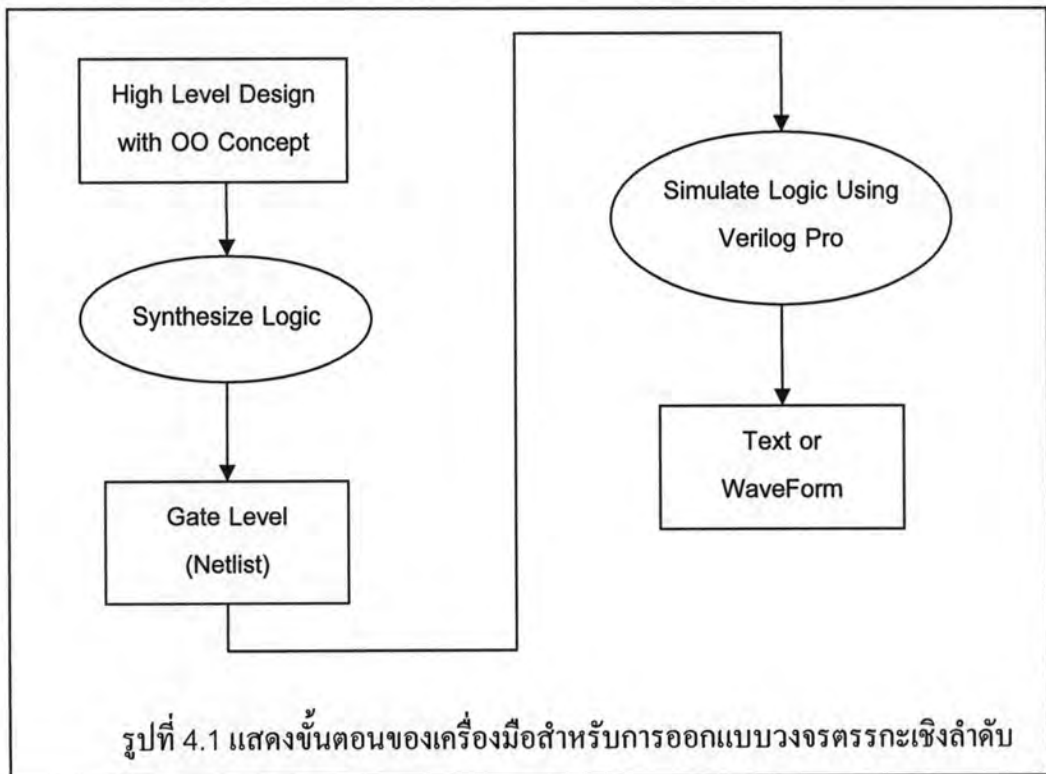 High Level Design
with OO Concept
Synthesize Logic
Gate Level
(Netlist)
Simulate Logic Using
Verilog Pro
Text or
WaveForm
รูปที่ 4.1 แสดงขั้นตอนของเครื่องมือสำหรับการออกแบบวงจรตรรกะเชิงลำดับ